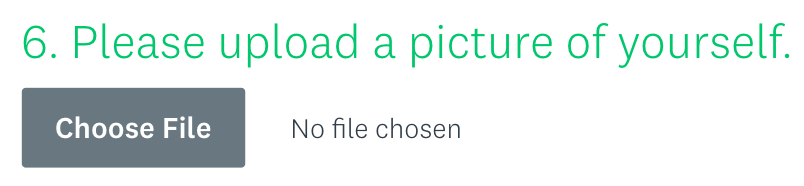 6. Please upload a picture of yourself.
Choose File No file chosen